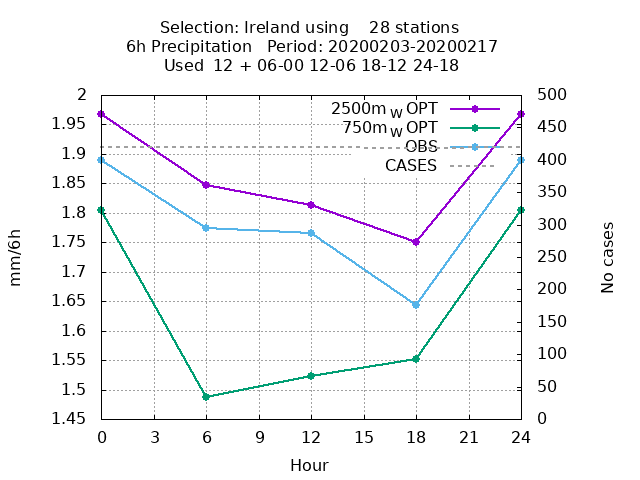 Selection: Ireland using 28 stations
6h Precipitation Period: 20200203-20200217
Used 12 + 06-00 12-06 18-12 24-18
2500m W OPT
750m W OPT
OBS
CASES
2
1.95
1.9
1.85
1.8
1.75
1.7
1.65
1.6
1.55
1.5
1.45
mm/6h
500
450
400
350
300
250
200
150
100
50
0
No cases
0 3 6 9 12 15 18 21 24
Hour